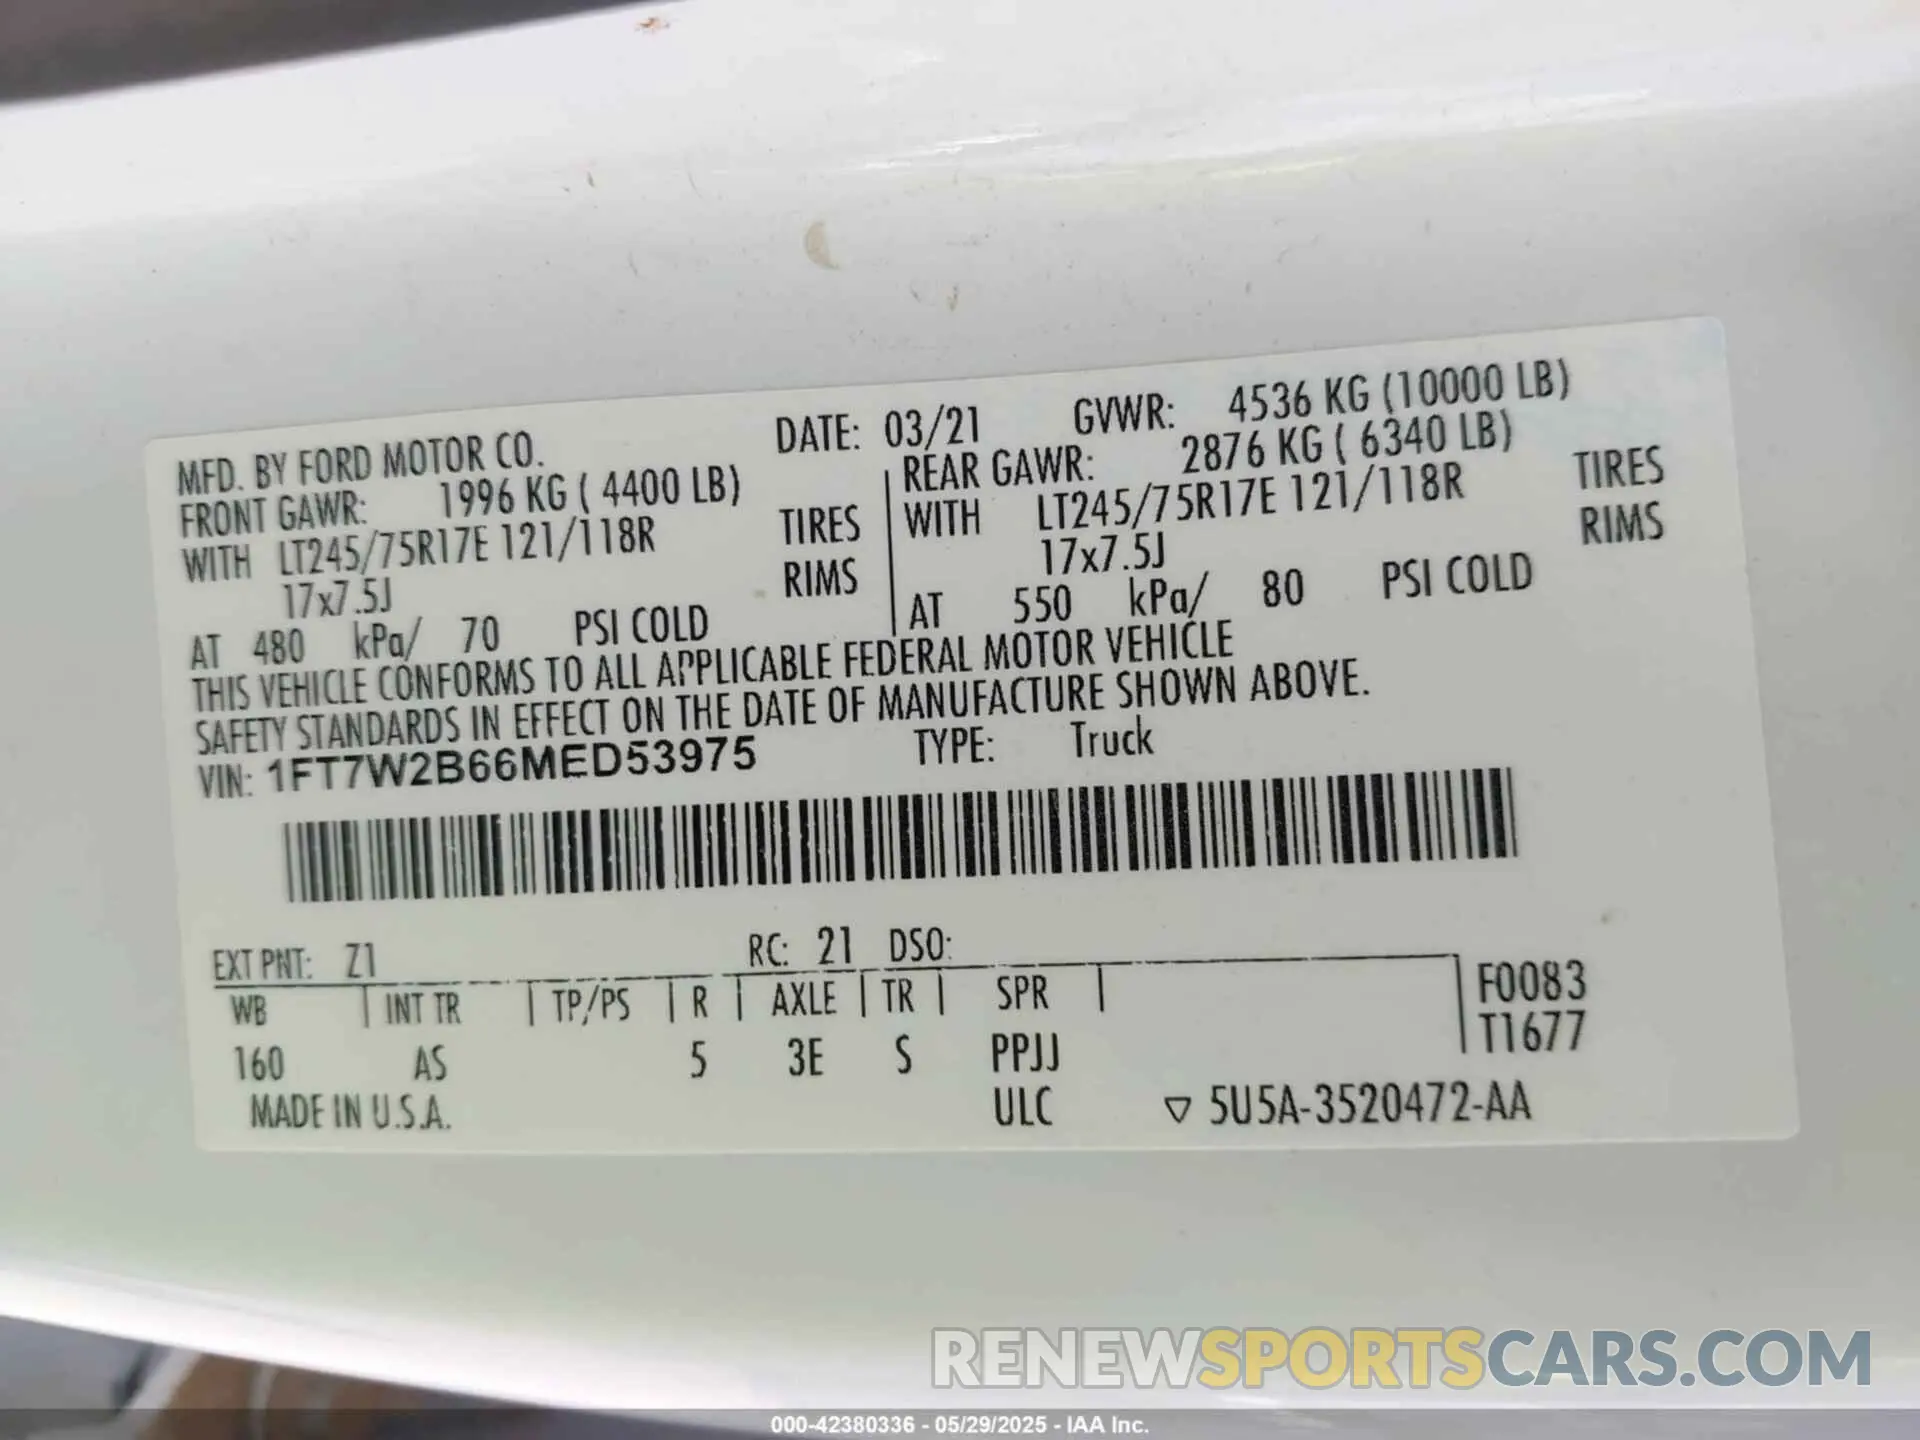 MFD. BY FORD MOTOR CO. DATE: 03/21 GVWR: 4536 KG (10000 LB)
FRONT GAWR: 1996 KG ( 4400 LB) REAR GAWR: 2876 KG ( 6340 LB)
WITH LT245/75R17E 121/118R TIRES WITH LT245/75R17E 121/118R TIRES
17x7.5J RIMS 17x7.5J RIMS
AT 480 kPa/ 70 PSI COLD AT 550 kPa/ 80 PSI COLD
THIS VEHICLE CONFORMS TO ALL APPLICABLE FEDERAL MOTOR VEHICLE
SAFETY STANDARDS IN EFFECT ON THE DATE OF MANUFACTURE SHOWN ABOVE.
VIN: 1FT7W2B66MED53975 TYPE: Truck
EXT PNT: Z1 RC: 21 DSO:
WB INT TR TP/PS R AXLE TR SPR F0083
T1677
160 AS 5 3E S PPJJ
MADE IN U.S.A. ULC ▽ 5U5A-3520472-AA
RENEWSPORTSCARS.COM
000-42380336 - 05/29/2025 - IAA Inc.